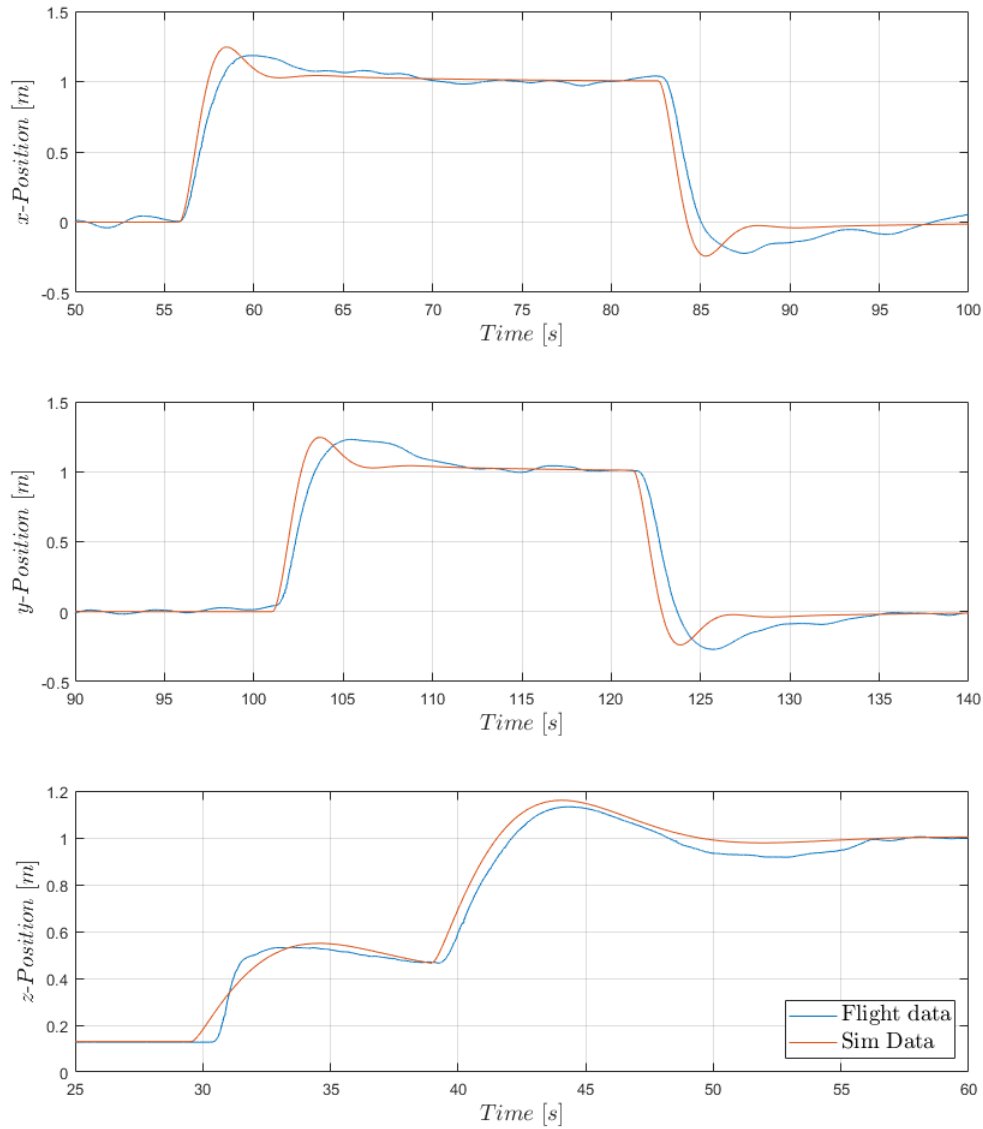 1.5
1
0.5
0
-0.5
x-Position [m]
50 55 60 65 70 75 80 85 90 95 100
Time [s]
1.5
1
0.5
0
-0.5
y-Position [m]
90 95 100 105 110 115 120 125 130 135 140
Time [s]
1.2
1
0.8
0.6
0.4
0.2
0
z-Position [m]
Flight data
Sim Data
25 30 35 40 45 50 55 60
Time [s]